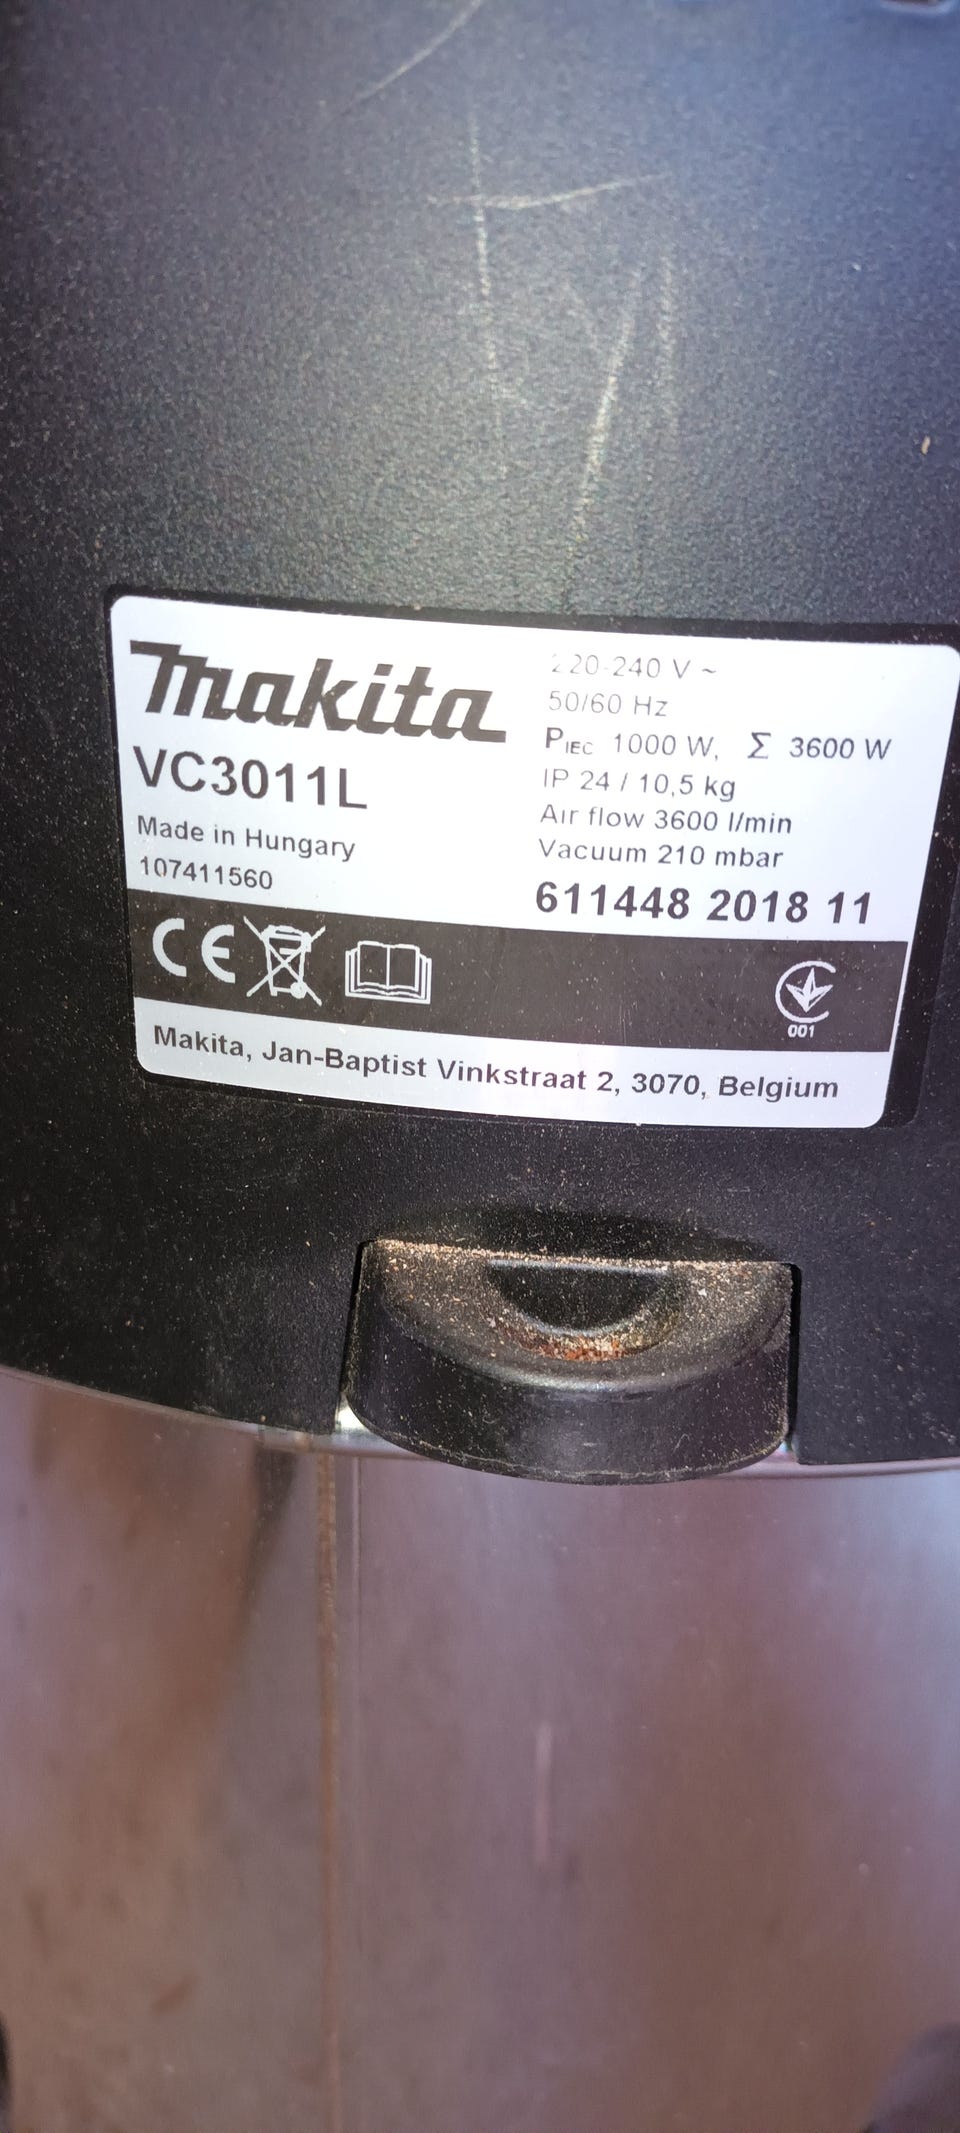 makita
VC3011L
Made in Hungary
107411560
220-240 V ~
50/60 Hz
PIEC 1000 W, Σ 3600 W
IP 24 / 10,5 kg
Air flow 3600 l/min
Vacuum 210 mbar
611448 2018 11
CE
001
Makita, Jan-Baptist Vinkstraat 2, 3070, Belgium